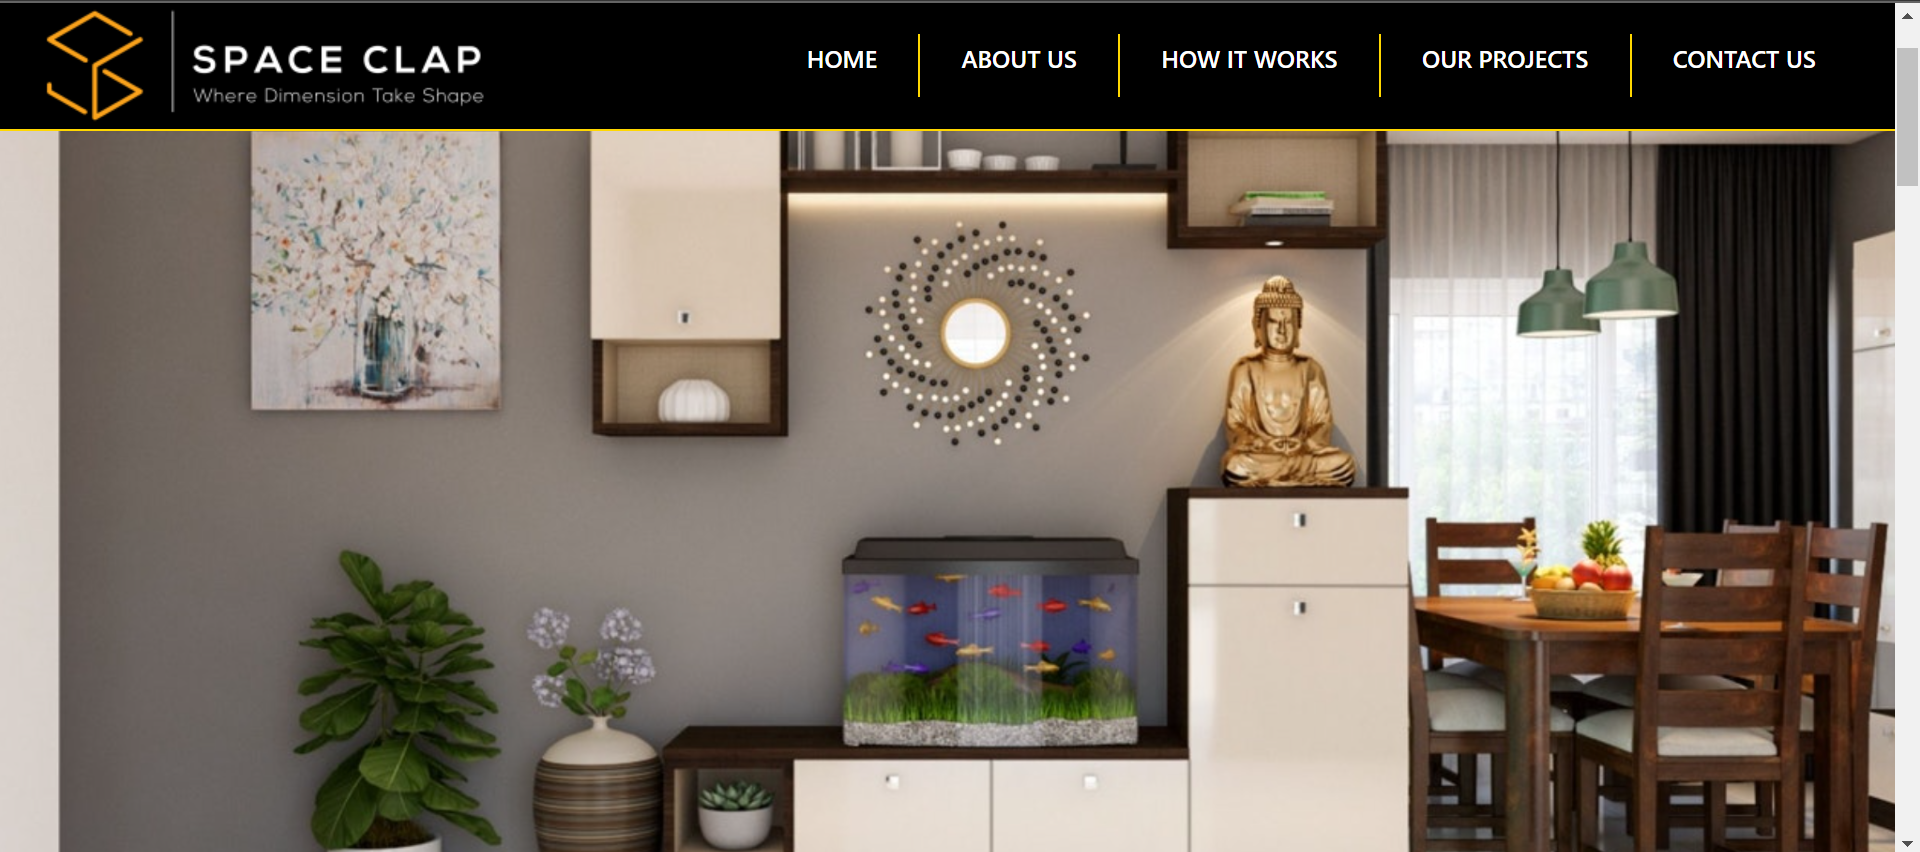 SPACE CLAP
Where Dimension Take Shape
HOME
ABOUT US
HOW IT WORKS
OUR PROJECTS
CONTACT US